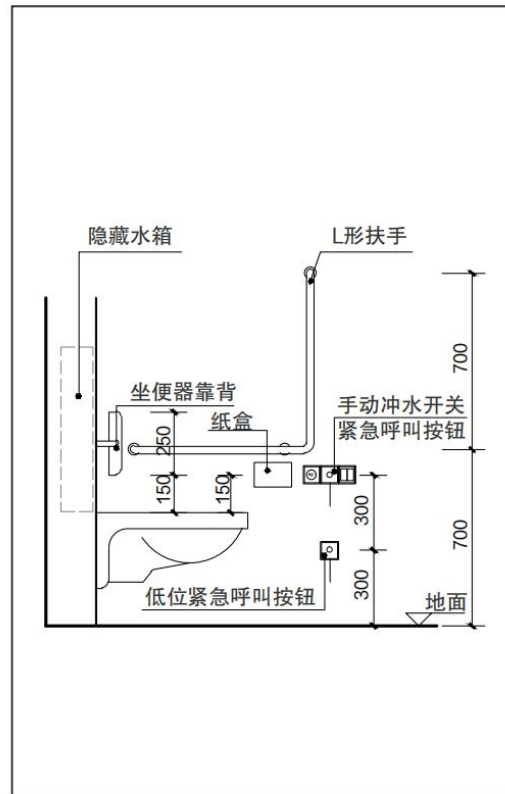 隐藏水箱
L形扶手
坐便器靠背
纸盒
手动冲水开关
紧急呼叫按钮
250
150
150
700
700
300
300
低位紧急呼叫按钮
地面